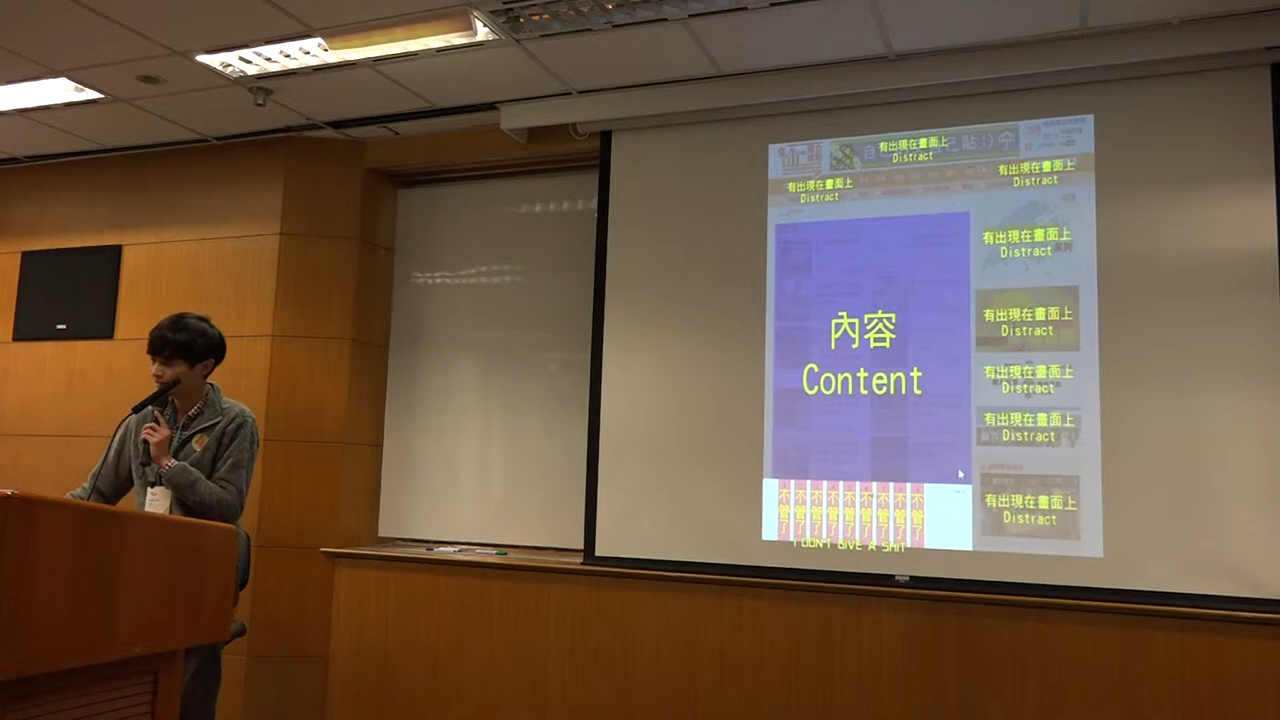 有出現在畫面上
Distract
有出現在畫面上
Distract
有出現在畫面上
Distract
有出現在畫面上
Distract
內容
Content
有出現在畫面上
Distract
有出現在畫面上
Distract
有出現在畫面上
Distract
有出現在畫面上
Distract
不管了 不管了 不管了 不管了 不管了 不管了 不管了 不管了 不管了
I DON'T GIVE A SHIT